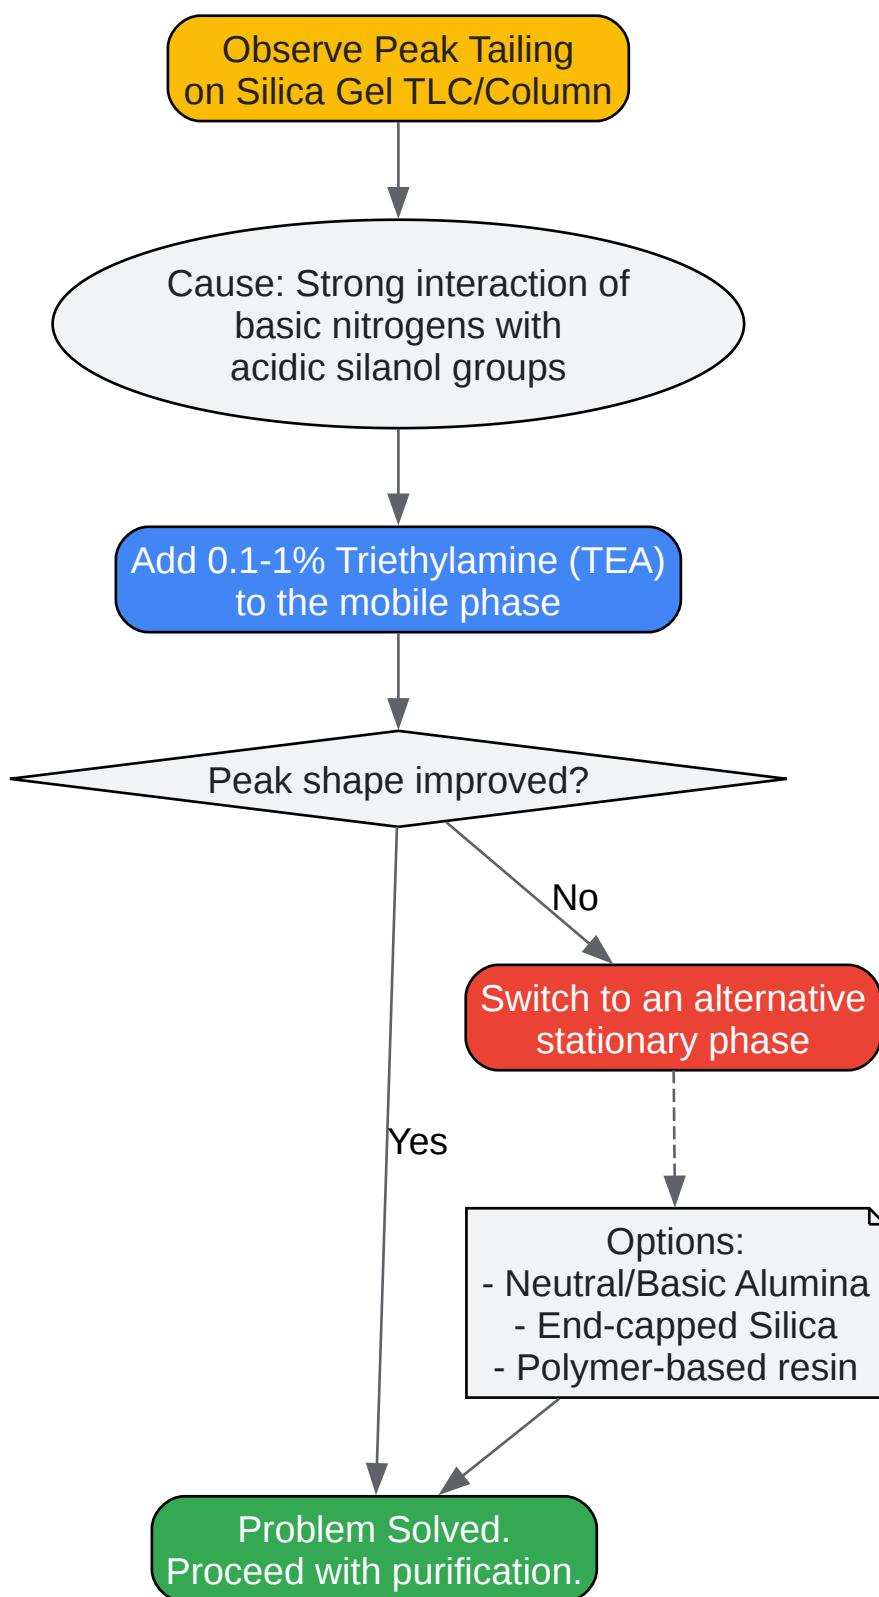 Observe Peak Tailing
on Silica Gel TLC/Column
Cause: Strong interaction of
basic nitrogens with
acidic silanol groups
Add 0.1-1% Triethylamine (TEA)
to the mobile phase
Peak shape improved?
No
Switch to an alternative
stationary phase
Yes
Options:
- Neutral/Basic Alumina
- End-capped Silica
- Polymer-based resin
Problem Solved.
Proceed with purification.